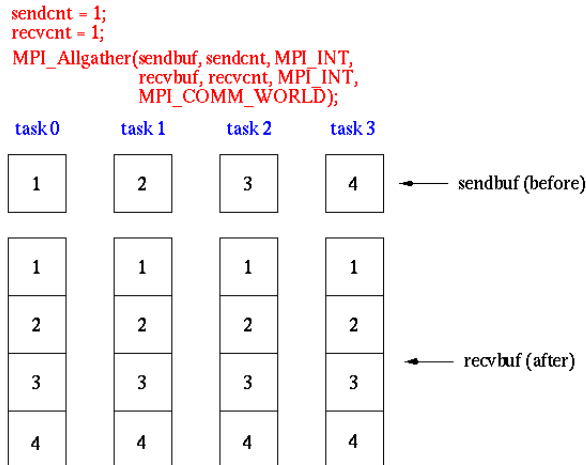 sendcnt = 1;
recvcnt = 1;
MPI_Allgather(sendbuf, sendcnt, MPI_INT,
recvbuf, recvcnt, MPI_INT,
MPI_COMM_WORLD);
task 0 task 1 task 2 task 3
1 2 3 4 sendbuf (before)
1 1 1 1
2 2 2 2
recvbuf (after)
3 3 3 3
4 4 4 4